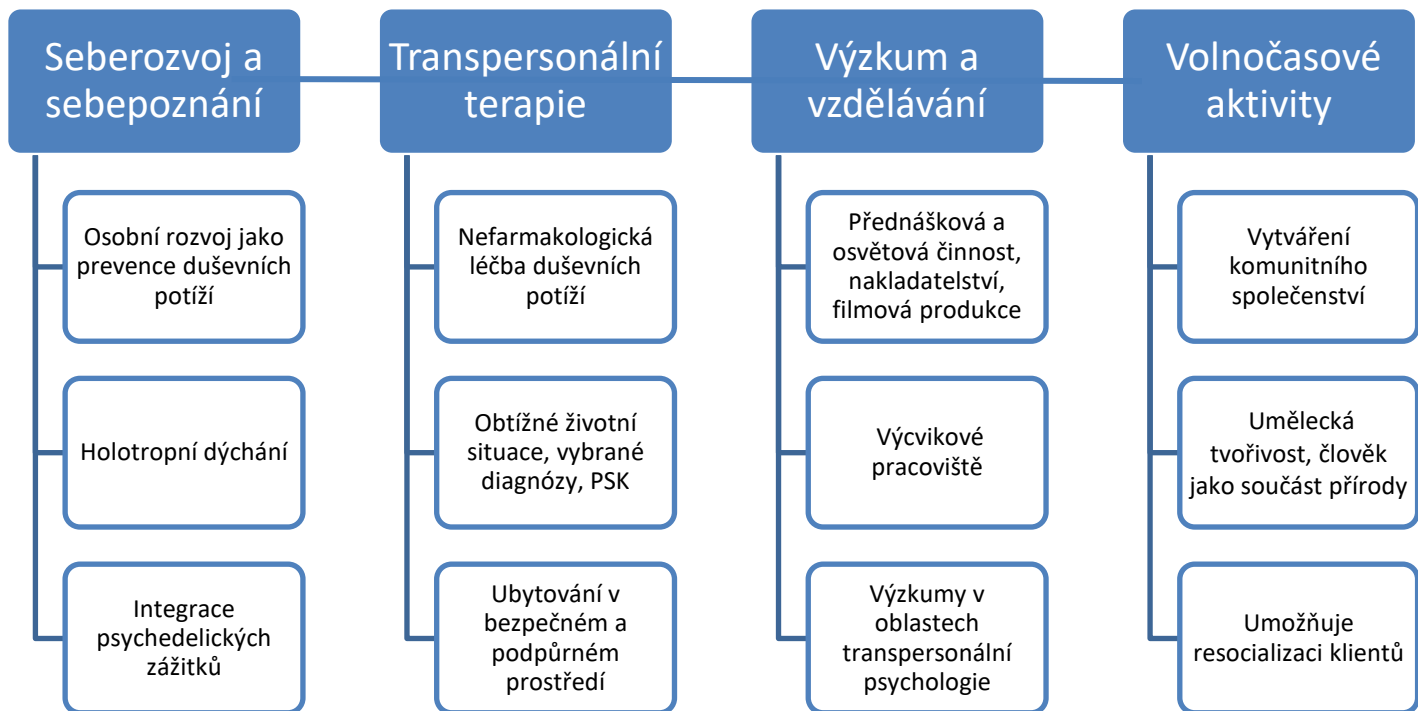 Seberozvoj a
sebepoznání
Osobní rozvoj jako
prevence duševních
potíží
Holotropní dýchání
Integrace
psychedelických
zážitků
Transpersonální
terapie
Nefarmakologická
léčba duševních
potíží
Obtížné životní
situace, vybrané
diagnózy, PSK
Ubytování v
bezpečném a
podpůrném
prostředí
Výzkum a
vzdělávání
Přednášková a
osvětová činnost,
nakladatelství,
filmová produkce
Výcvikové
pracoviště
Výzkumy v
oblastech
transpersonální
psychologie
Volnočasové
aktivity
Vytváření
komunitního
společenství
Umělecká
tvořivost, člověk
jako součást přírody
Umožňuje
resocializaci klientů